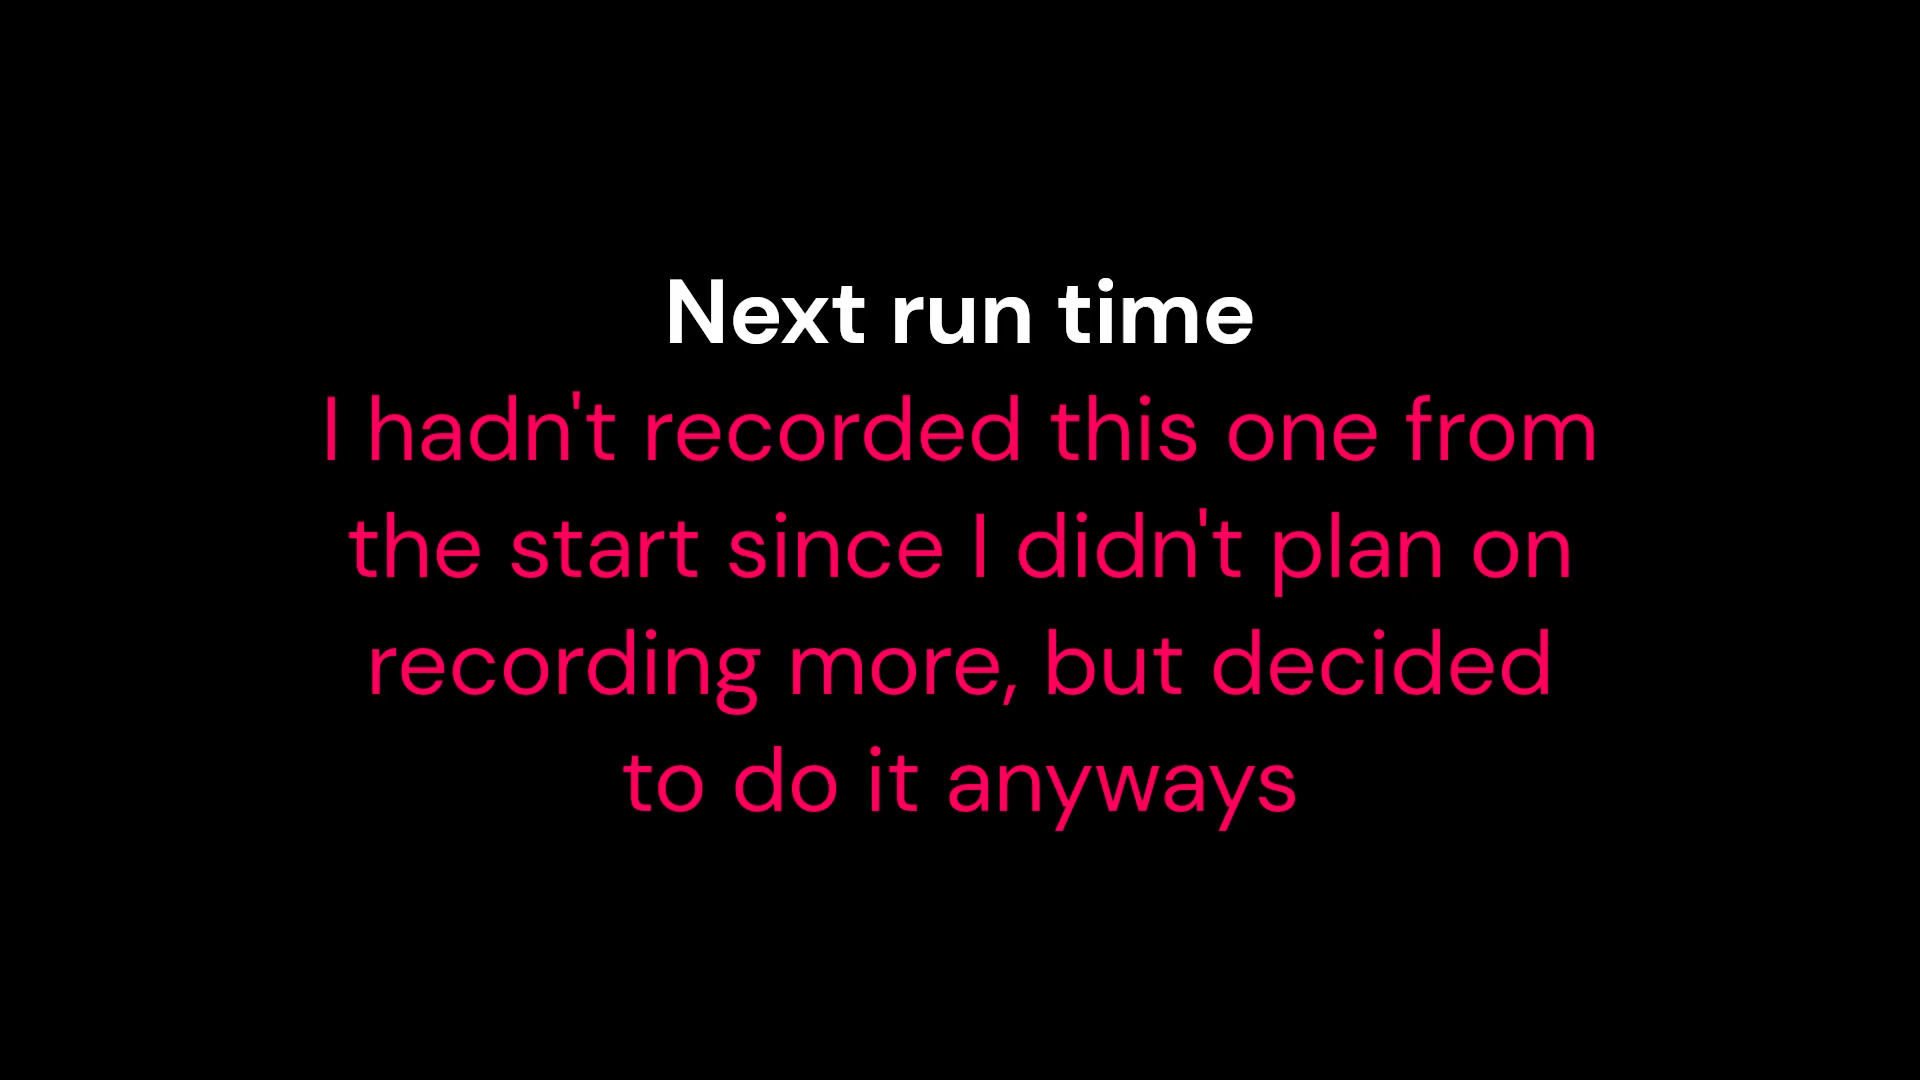 Next run time
I hadn't recorded this one from
the start since I didn't plan on
recording more, but decided
to do it anyways